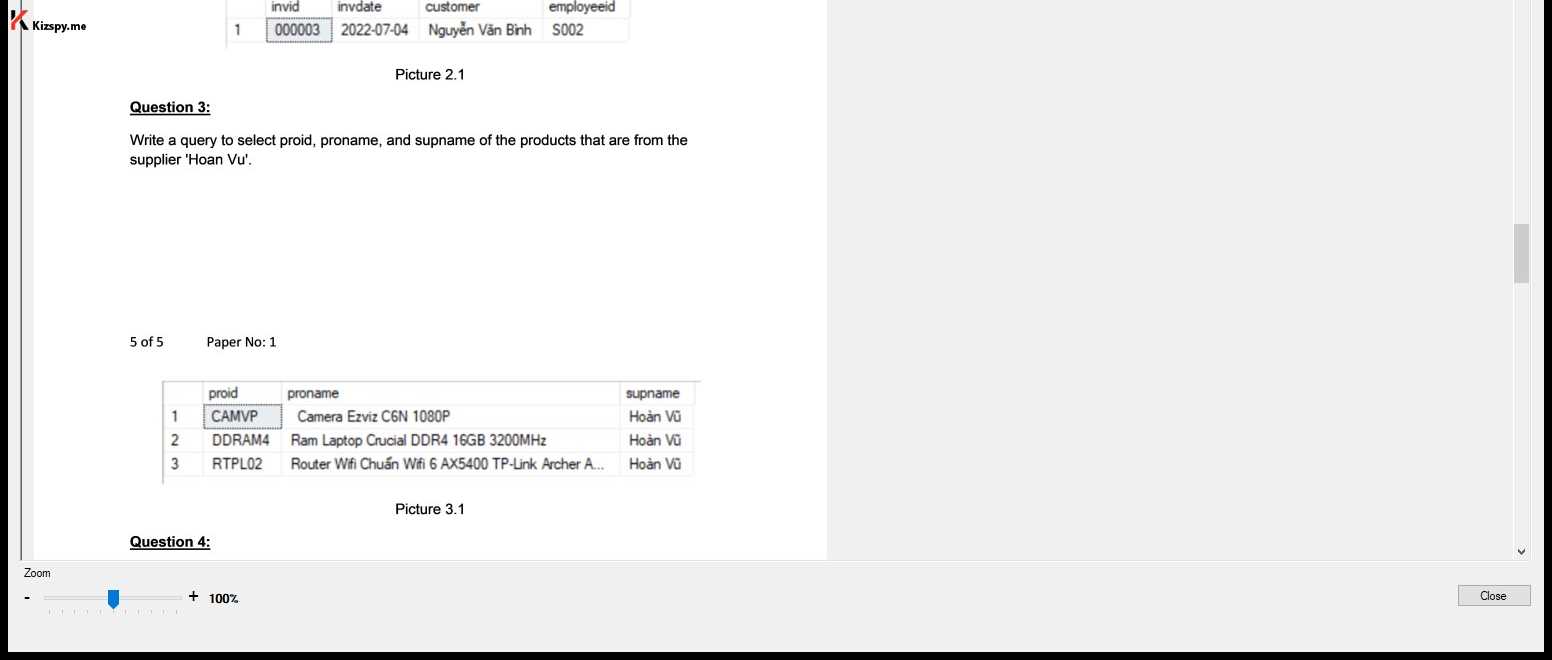 Kizspy.me
invid invdate customer employeeid
1 000003 2022-07-04 Nguyễn Văn Bình S002
Picture 2.1
Question 3:
Write a query to select proid, proname, and supname of the products that are from the
supplier 'Hoan Vu'.
5 of 5 Paper No: 1
proid proname supname
1 CAMVP Camera Ezviz C6N 1080P Hoàn Vũ
2 DDRAM4 Ram Laptop Crucial DDR4 16GB 3200MHz Hoàn Vũ
3 RTPL02 Router Wifi Chuẩn Wifi 6 AX5400 TP-Link Archer A... Hoàn Vũ
Picture 3.1
Question 4:
Zoom
- + 100%
Close